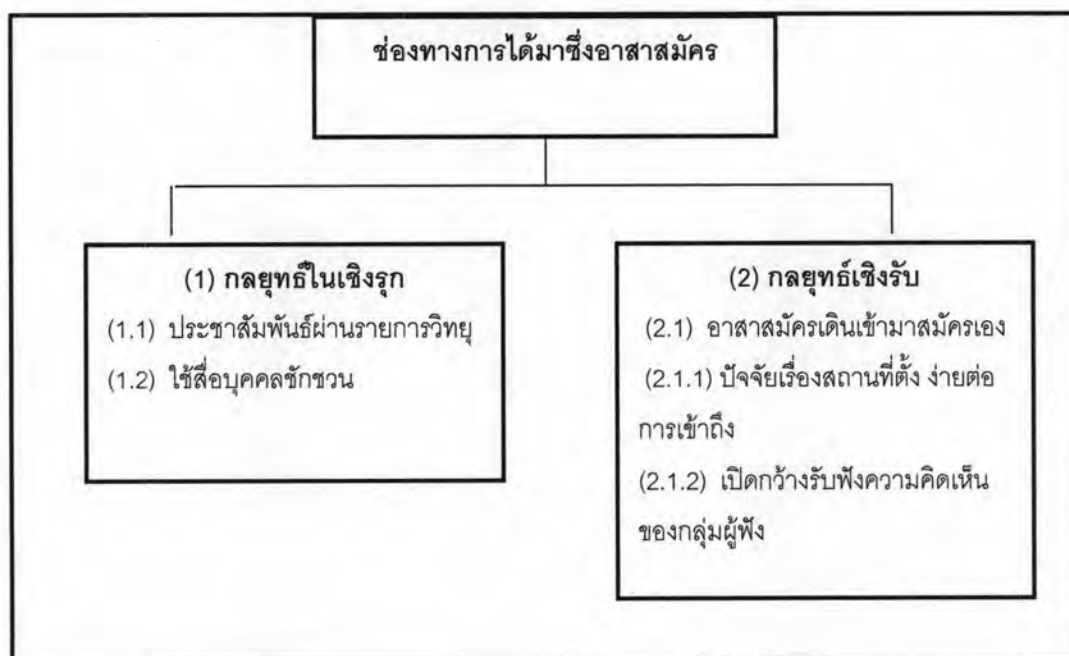 ช่องทางการได้มาซึ่งอาสาสมัคร
(1) กลยุทธ์ในเชิงรุก
(1.1) ประชาสัมพันธ์ผ่านรายการวิทยุ
(1.2) ใช้สื่อบุคคลชักชวน
(2) กลยุทธ์เชิงรับ
(2.1) อาสาสมัครเดินเข้ามาสมัครเอง
(2.1.1) ปัจจัยเรื่องสถานที่ตั้ง ง่ายต่อ
การเข้าถึง
(2.1.2) เปิดกว้างรับฟังความคิดเห็น
ของกลุ่มผู้ฟัง